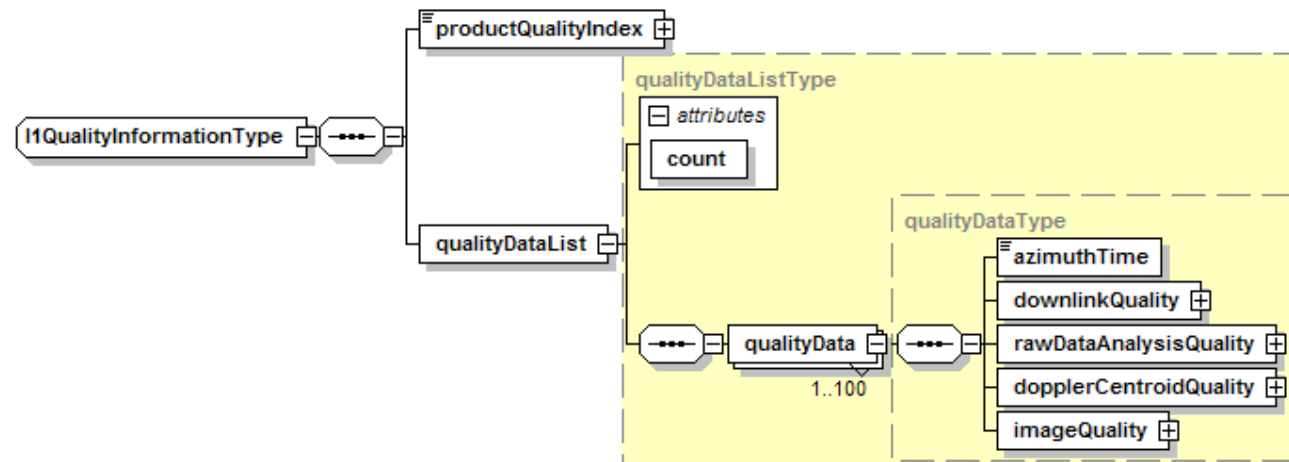 productQualityIndex
qualityDataListType
attributes
count
l1QualityInformationType
qualityDataList
qualityDataType
azimuthTime
downlinkQuality
qualityData
rawDataAnalysisQuality
1..100
dopplerCentroidQuality
imageQuality